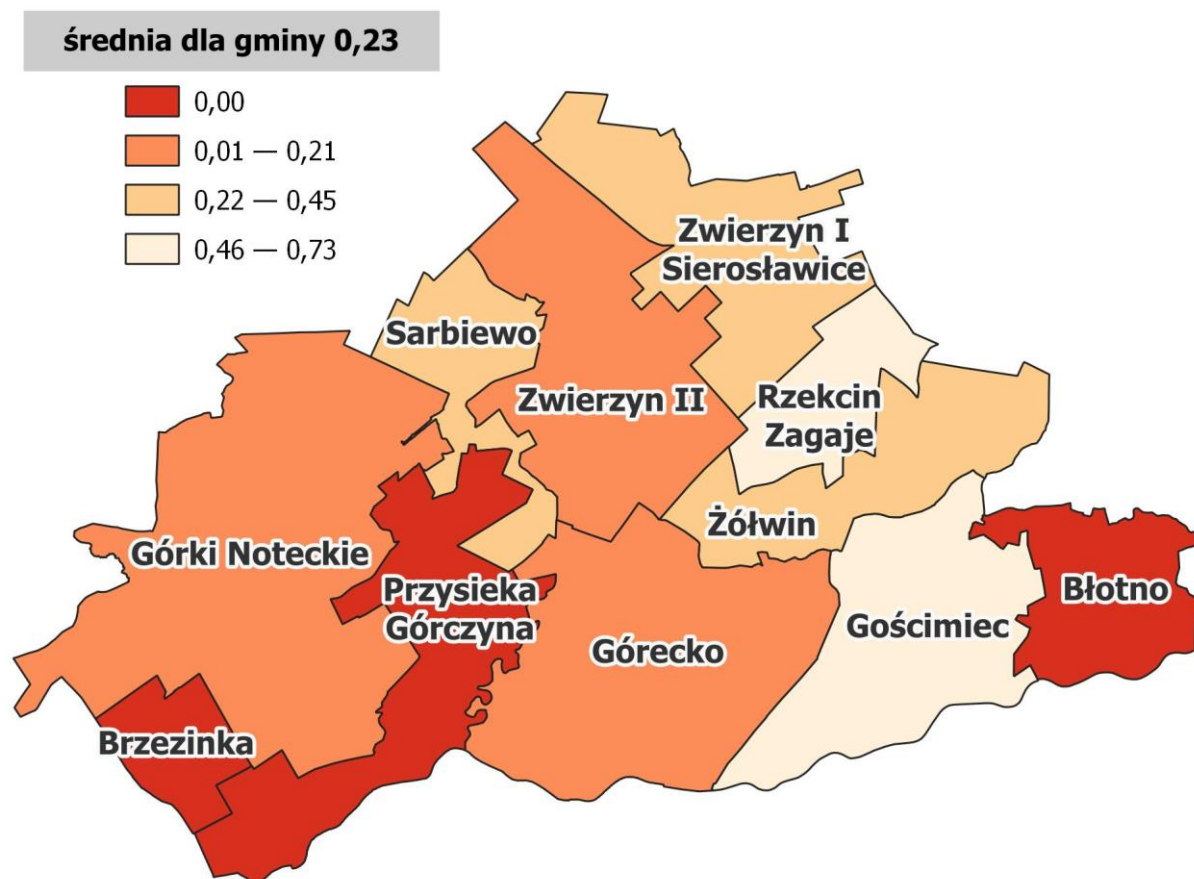 średnia dla gminy 0,23
0,00
0,01 — 0,21
0,22 — 0,45
0,46 — 0,73
Zwierzyn I
Sierosławice
Sarbiewo
Zwierzyn II
Rzekcin
Zagaje
Żółwin
Górki Noteckie
Przysieka
Górczyna
Górecko
Gościmiec
Błotno
Brzezinka